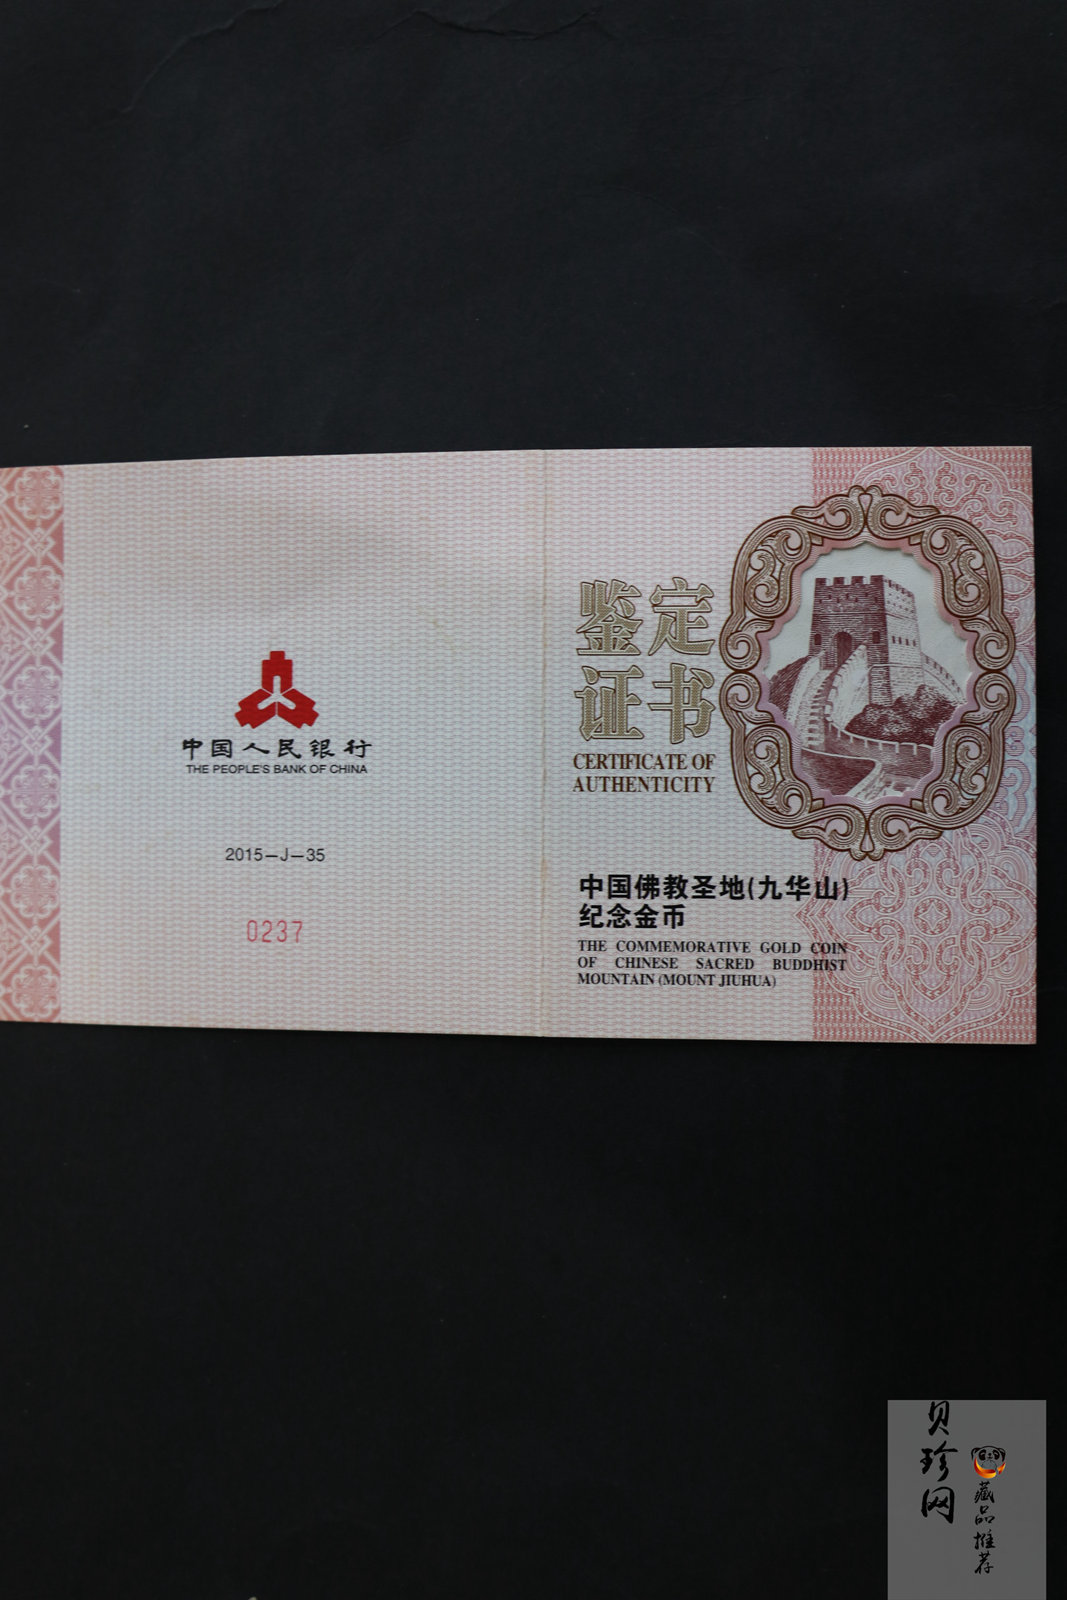 中国人民银行
THE PEOPLE'S BANK OF CHINA
2015-J-35
0237
鉴定
证书
CERTIFICATE OF
AUTHENTICITY
中国佛教圣地(九华山)
纪念金币
THE COMMEMORATIVE GOLD COIN
OF CHINESE SACRED BUDDHIST
MOUNTAIN (MOUNT JIUHUA)
贝珍网
藏品推荐